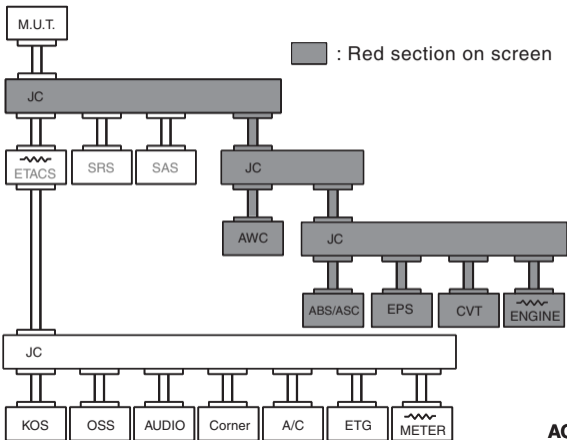 M.U.T.
: Red section on screen
JC
ETACS
SRS
SAS
JC
AWC
JC
ABS/ASC
EPS
CVT
ENGINE
JC
KOS
OSS
AUDIO
Corner
A/C
ETG
METER